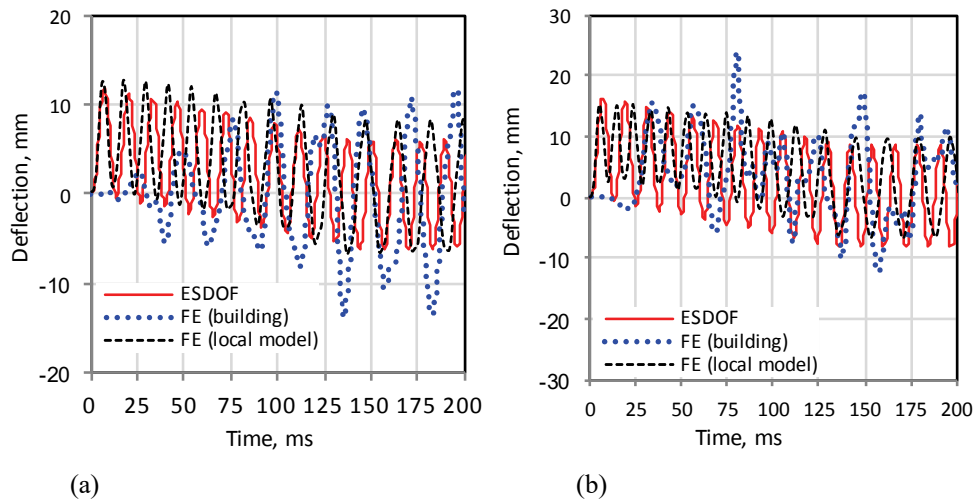 20
10
0
-10
-20
Deflection, mm
ESDOF
FE (building)
FE (local model)
0 25 50 75 100 125 150 175 200
Time, ms
(a)
30
20
10
0
-10
-20
-30
Deflection, mm
ESDOF
FE (building)
FE (local model)
0 25 50 75 100 125 150 175 200
Time, ms
(b)